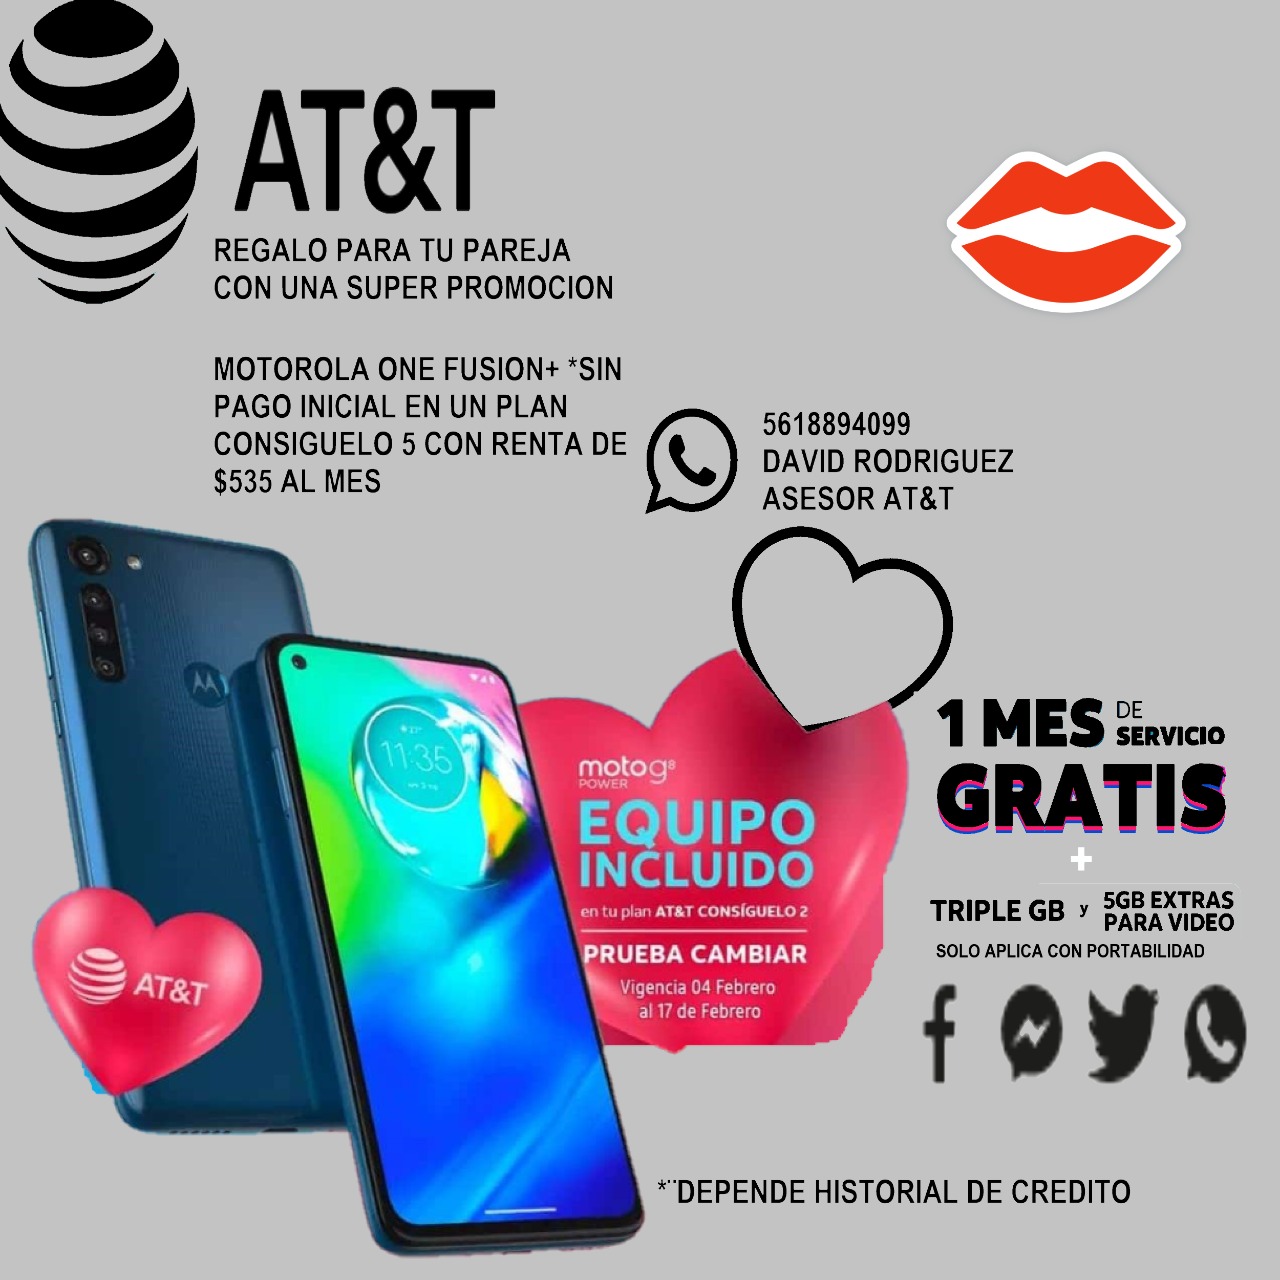 AT&T
REGALO PARA TU PAREJA
CON UNA SUPER PROMOCION
MOTOROLA ONE FUSION+ *SIN
PAGO INICIAL EN UN PLAN
CONSIGUELO 5 CON RENTA DE
$535 AL MES
5618894099
DAVID RODRIGUEZ
ASESOR AT&T
11:35
moto g8
POWER
EQUIPO
INCLUIDO
en tu plan AT&T CONSÍGUELO 2
PRUEBA CAMBIAR
Vigencia 04 Febrero
al 17 de Febrero
AT&T
1 MES DE
SERVICIO
GRATIS
+
TRIPLE GB y 5GB EXTRAS
PARA VIDEO
SOLO APLICA CON PORTABILIDAD
*¨DEPENDE HISTORIAL DE CREDITO